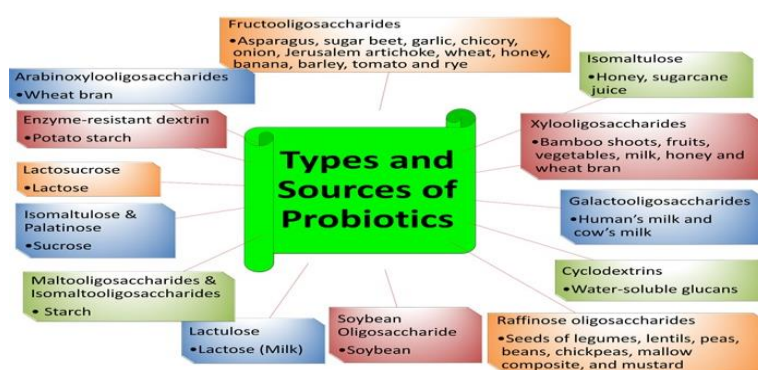 Fructooligosaccharides
•Asparagus, sugar beet, garlic, chicory,
onion, Jerusalem artichoke, wheat, honey,
banana, barley, tomato and rye
Isomaltulose
•Honey, sugarcane
juice
Arabinoxylooligosaccharides
•Wheat bran
Enzyme-resistant dextrin
•Potato starch
Xylooligosaccharides
•Bamboo shoots, fruits,
vegetables, milk, honey and
wheat bran
Types and
Sources of
Probiotics
Lactosucrose
•Lactose
Galactooligosaccharides
•Human's milk and
cow's milk
Isomaltulose &
Palatinose
•Sucrose
Cyclodextrins
•Water-soluble glucans
Maltooligosaccharides &
Isomaltooligosaccharides
• Starch
Lactulose
•Lactose (Milk)
Soybean
Oligosaccharide
•Soybean
Raffinose oligosaccharides
•Seeds of legumes, lentils, peas,
beans, chickpeas, mallow
composite, and mustard